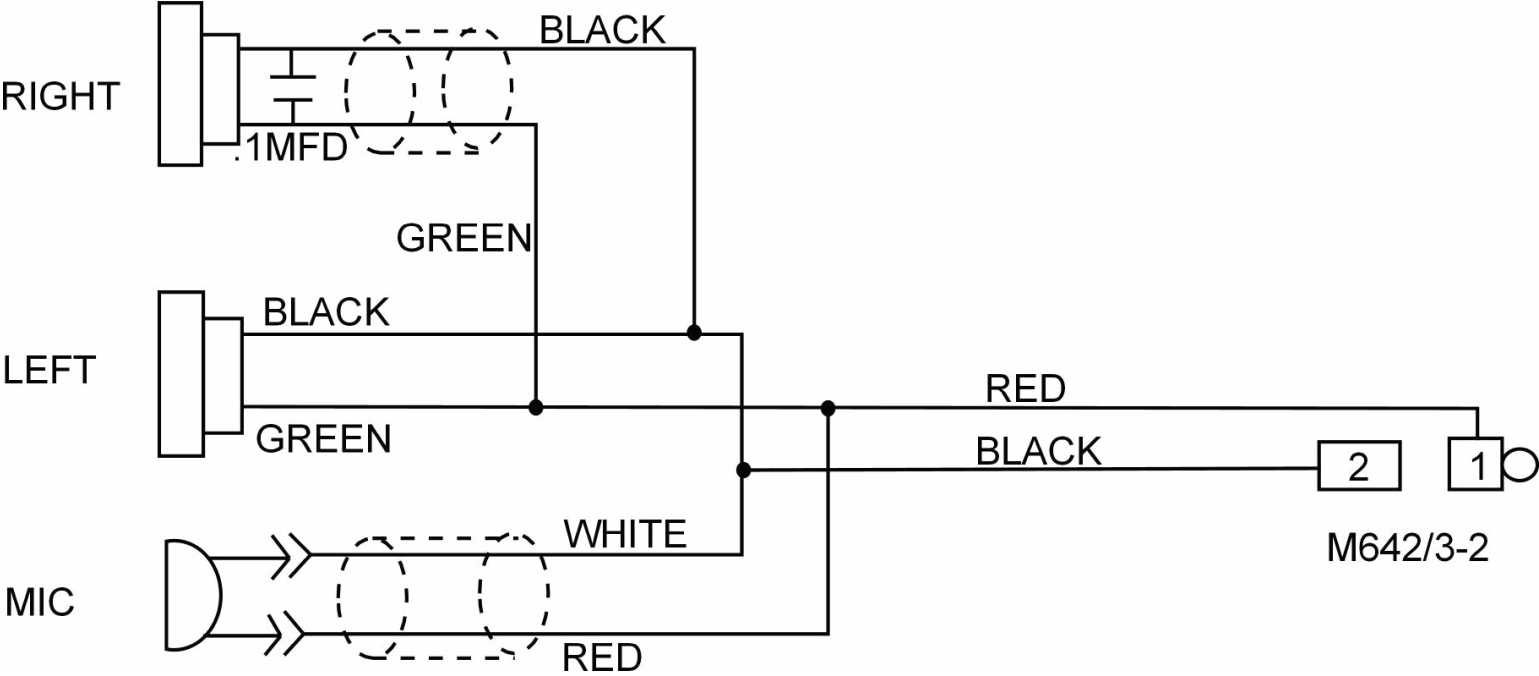 BLACK
RIGHT
.1MFD
GREEN
BLACK
LEFT
RED
GREEN
BLACK
2
1
WHITE
M642/3-2
MIC
RED